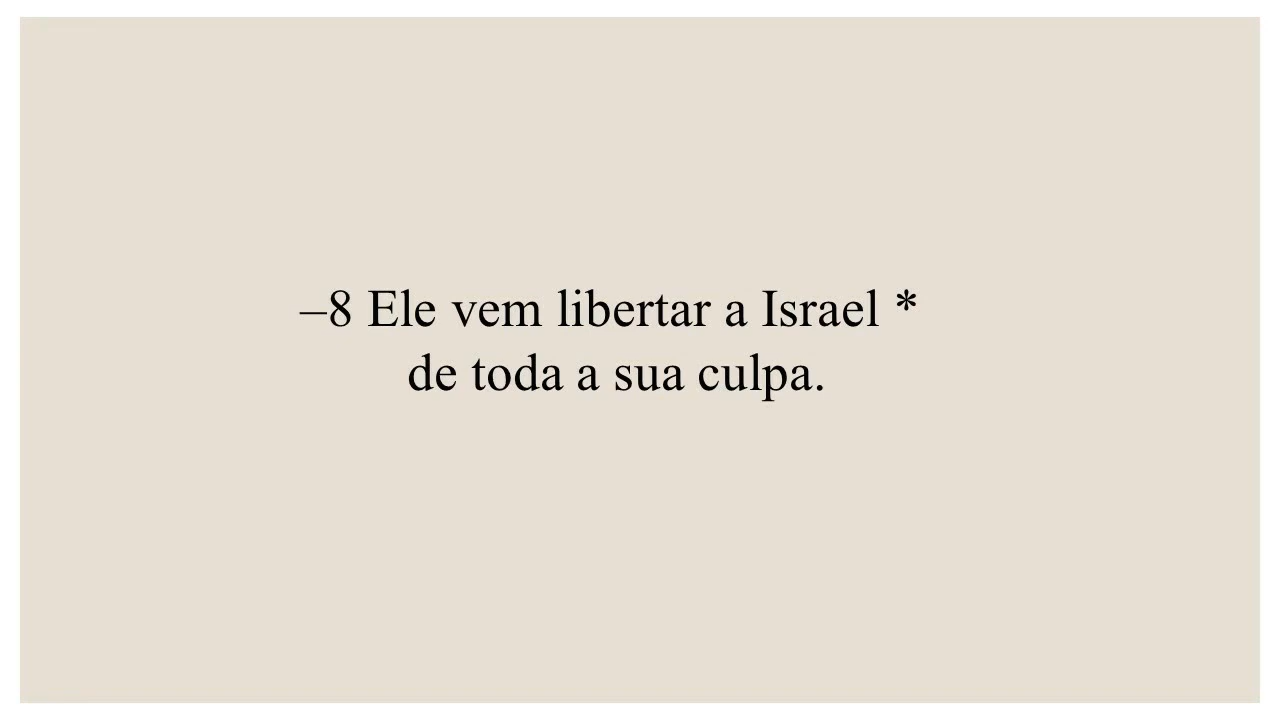 –8 Ele vem libertar a Israel *
de toda a sua culpa.